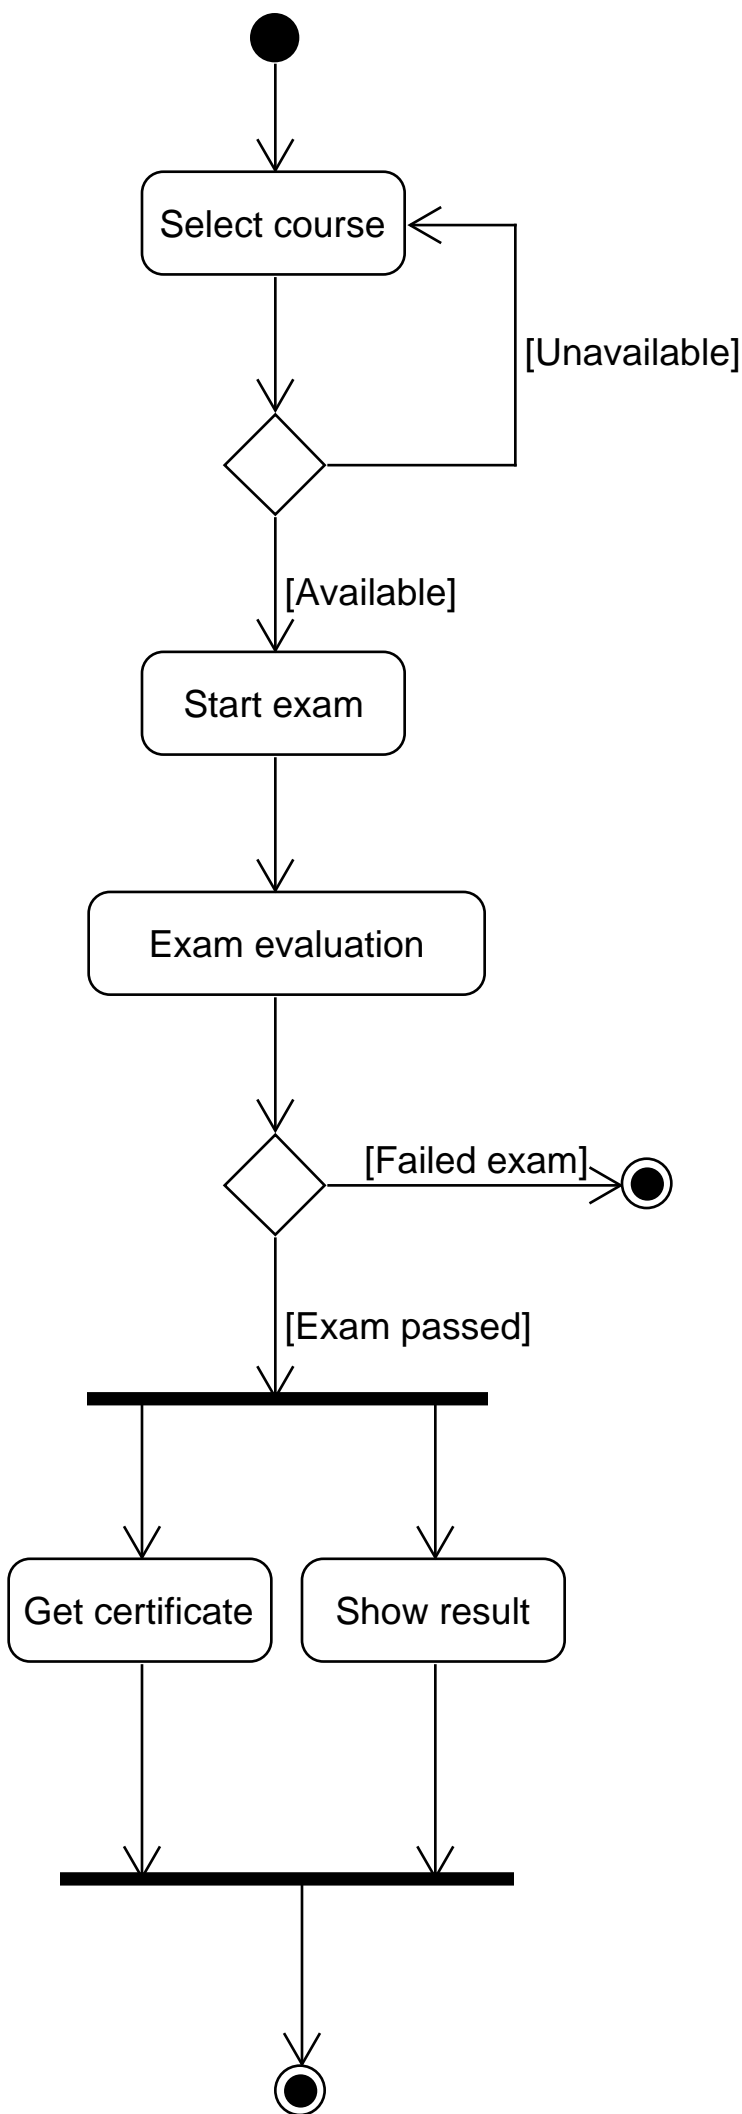 Select course
[Unavailable]
[Available]
Start exam
Exam evaluation
[Failed exam]
[Exam passed]
Get certificate
Show result